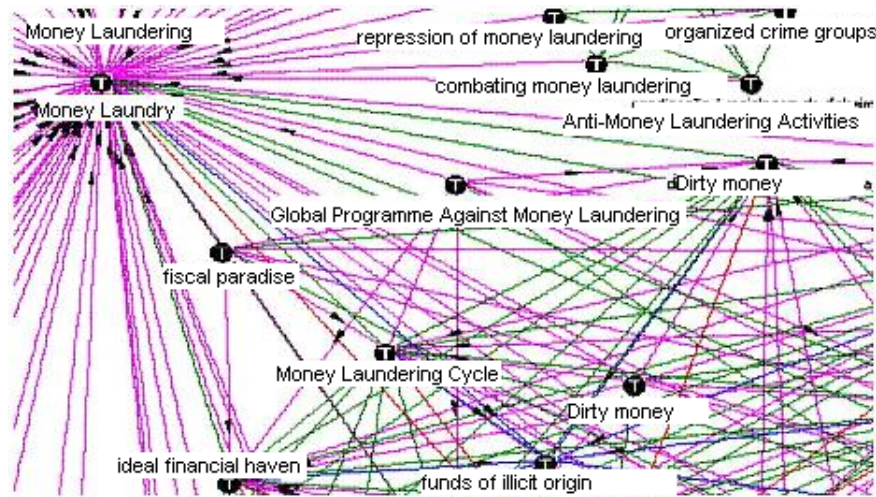 Money Laundering
repression of money laundering
organized crime groups
T
combating money laundering
T
T
T
Money Laundry
Anti-Money Laundering Activities
T
T
Dirty money
Global Programme Against Money Laundering
T
fiscal paradise
T
Money Laundering Cycle
T
Dirty money
ideal financial haven
funds of illicit origin